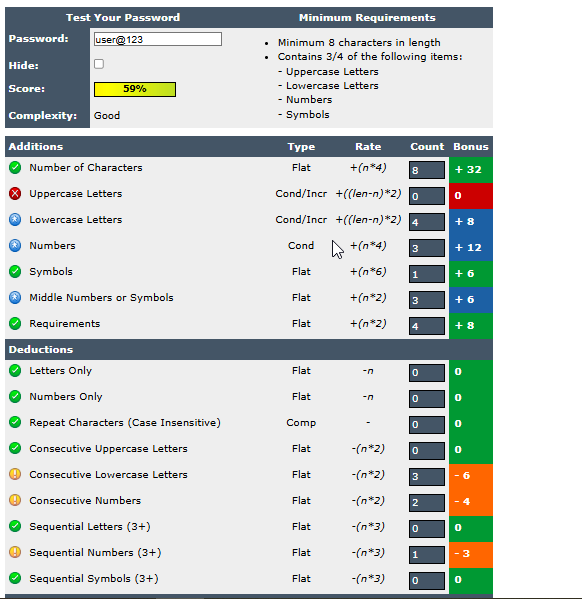 Test Your Password Minimum Requirements
Password: user@123
• Minimum 8 characters in length
• Contains 3/4 of the following items:
- Uppercase Letters
- Lowercase Letters
- Numbers
- Symbols
Hide:
Score: 59%
Complexity: Good
Additions Type Rate Count Bonus
Number of Characters Flat +(n*4) 8 + 32
Uppercase Letters Cond/Incr +((len-n)*2) 0 0
Lowercase Letters Cond/Incr +((len-n)*2) 4 + 8
Numbers Cond +(n*4) 3 + 12
Symbols Flat +(n*6) 1 + 6
Middle Numbers or Symbols Flat +(n*2) 3 + 6
Requirements Flat +(n*2) 4 + 8
Deductions
Letters Only Flat -n 0 0
Numbers Only Flat -n 0 0
Repeat Characters (Case Insensitive) Comp - 0 0
Consecutive Uppercase Letters Flat -(n*2) 0 0
Consecutive Lowercase Letters Flat -(n*2) 3 - 6
Consecutive Numbers Flat -(n*2) 2 - 4
Sequential Letters (3+) Flat -(n*3) 0 0
Sequential Numbers (3+) Flat -(n*3) 1 - 3
Sequential Symbols (3+) Flat -(n*3) 0 0